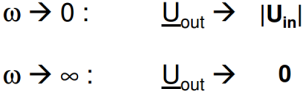 ω → 0 : U_out → |U_in|
ω → ∞ : U_out → 0